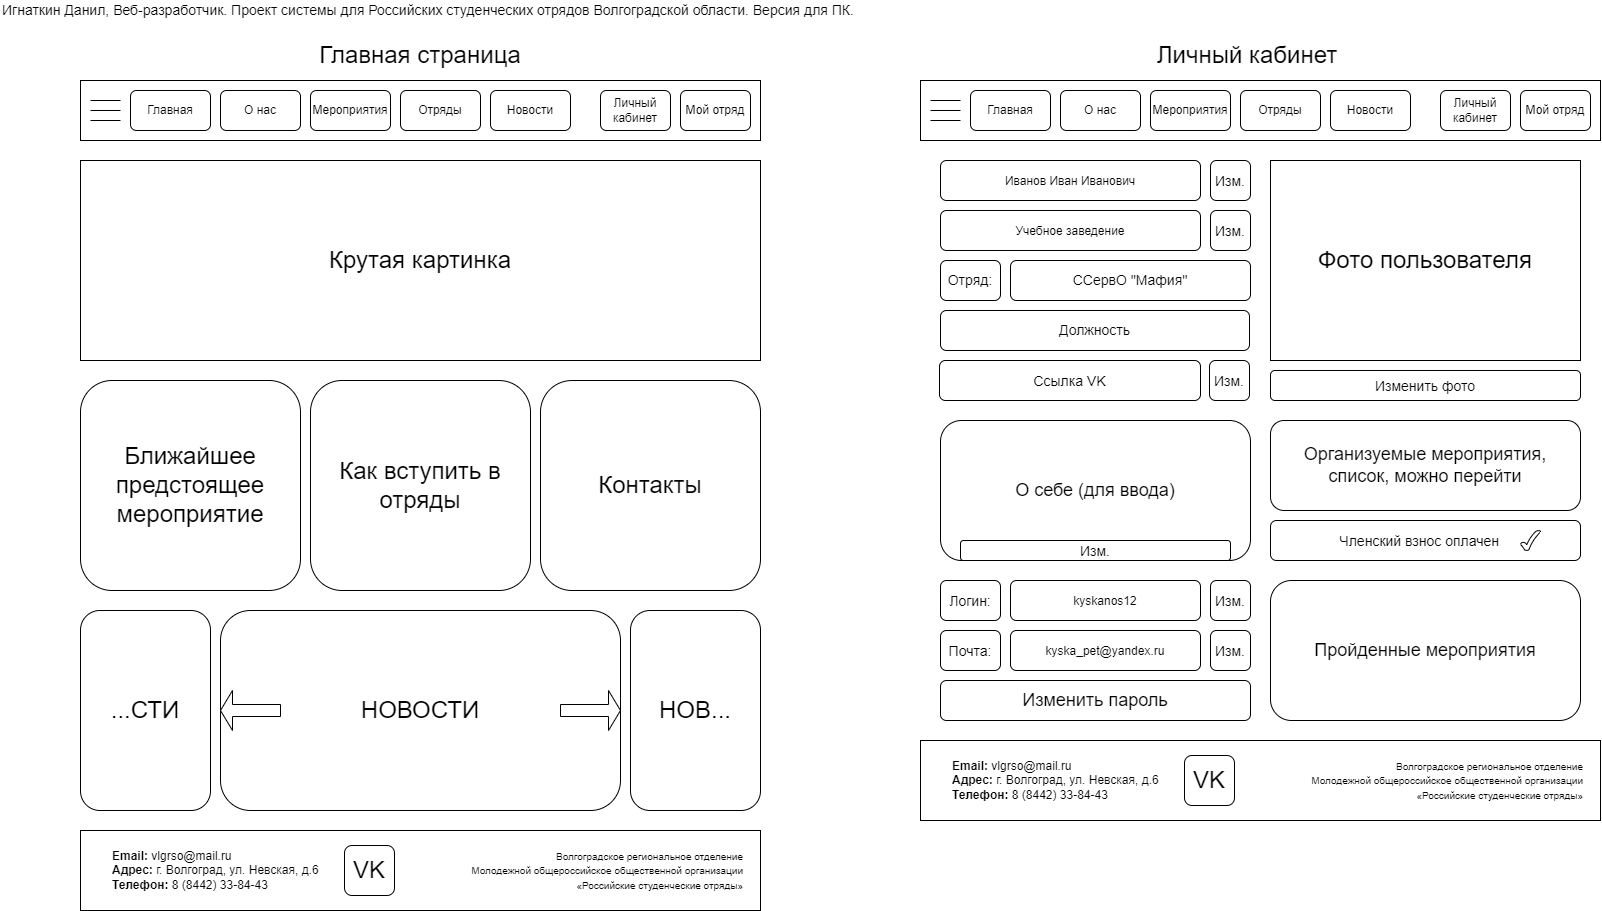 Игнаткин Данил, Веб-разработчик. Проект системы для Российских студенческих отрядов Волгоградской области. Версия для ПК.
Главная страница
Главная
О нас
Мероприятия
Отряды
Новости
Личный
кабинет
Мой отряд
Крутая картинка
Ближайшее
предстоящее
мероприятие
Как вступить в
отряды
Контакты
...СТИ
НОВОСТИ
НОВ...
Email: vlgrso@mail.ru
Адрес: г. Волгоград, ул. Невская, д.6
Телефон: 8 (8442) 33-84-43
VK
Волгоградское региональное отделение
Молодежной общероссийское общественной организации
«Российские студенческие отряды»
Личный кабинет
Главная
О нас
Мероприятия
Отряды
Новости
Личный
кабинет
Мой отряд
Иванов Иван Иванович
Изм.
Учебное заведение
Изм.
Отряд:
ССервО "Мафия"
Должность
Ссылка VK
Изм.
Фото пользователя
Изменить фото
О себе (для ввода)
Изм.
Организуемые мероприятия,
список, можно перейти
Членский взнос оплачен
Логин:
kyskanos12
Изм.
Почта:
kyska_pet@yandex.ru
Изм.
Изменить пароль
Пройденные мероприятия
Email: vlgrso@mail.ru
Адрес: г. Волгоград, ул. Невская, д.6
Телефон: 8 (8442) 33-84-43
VK
Волгоградское региональное отделение
Молодежной общероссийское общественной организации
«Российские студенческие отряды»